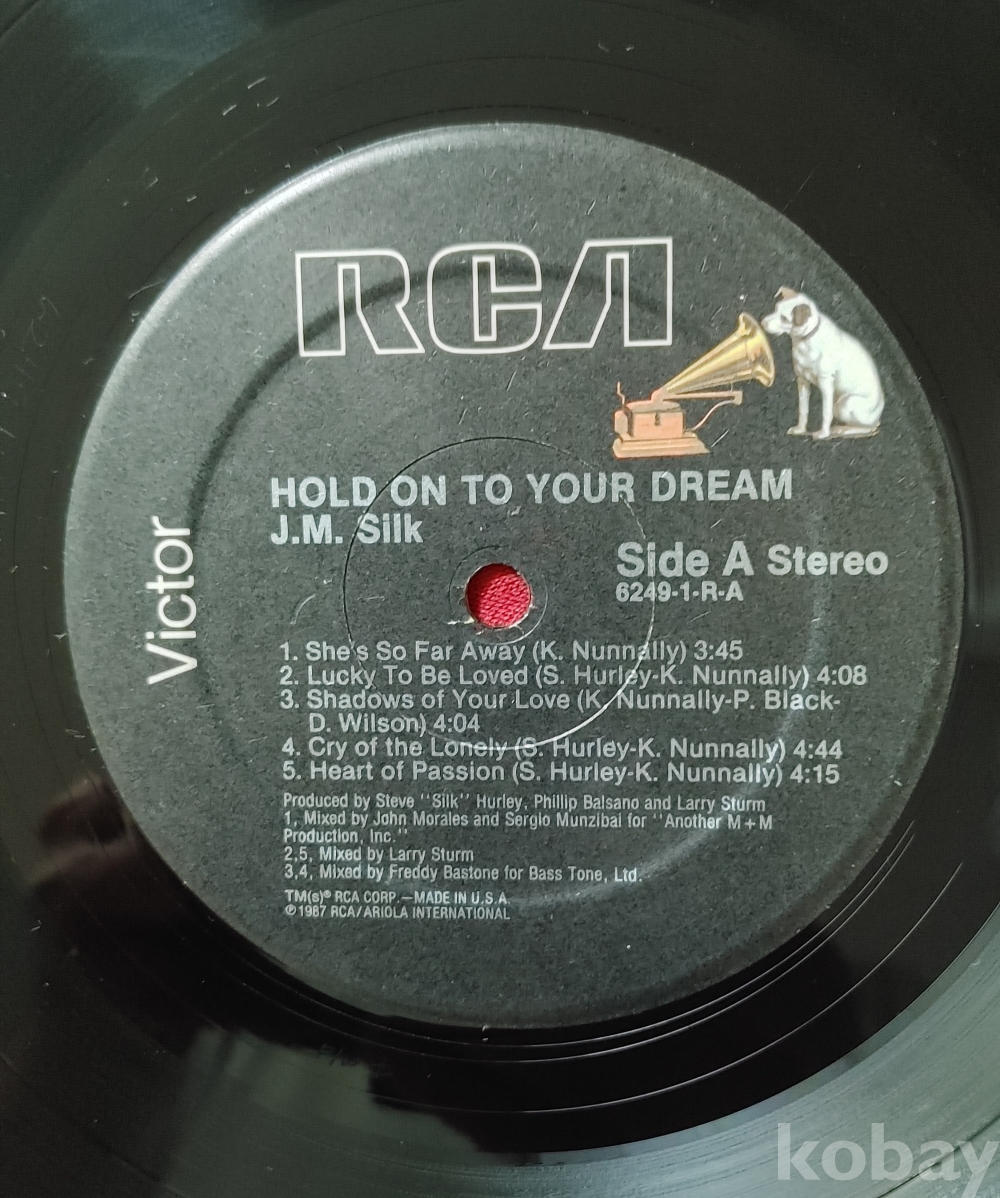 RCA
Victor
HOLD ON TO YOUR DREAM
J.M. Silk
Side A Stereo
6249-1-R-A
1. She's So Far Away (K. Nunnally) 3:45
2. Lucky To Be Loved (S. Hurley-K. Nunnally) 4:08
3. Shadows of Your Love (K. Nunnally-P. Black-
D. Wilson) 4:04
4. Cry of the Lonely (S. Hurley-K. Nunnally) 4:44
5. Heart of Passion (S. Hurley-K. Nunnally) 4:15
Produced by Steve "Silk" Hurley, Phillip Balsano and Larry Sturm
1, Mixed by John Morales and Sergio Munzibai for "Another M+M
Production, Inc."
2,5, Mixed by Larry Sturm
3,4, Mixed by Freddy Bastone for Bass Tone, Ltd.
TM(s)® RCA CORP.—MADE IN U.S.A.
℗1987 RCA/ARIOLA INTERNATIONAL
kobay